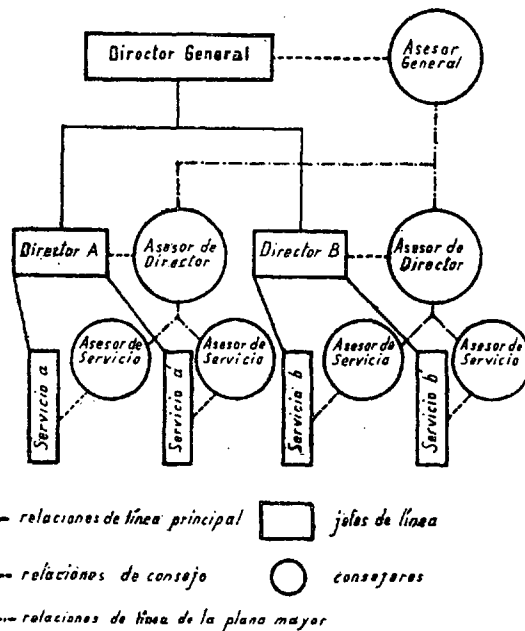 Director General
Asesor
General
Director A
Asesor de
Director
Director B
Asesor de
Director
Asesor de
Servicio
Asesor de
Servicio
Asesor de
Servicio
Asesor de
Servicio
Servicio a
Servicio a
Servicio b
Servicio b
relaciones de línea principal
jefes de línea
relaciones de consejo
consejeros
relaciones de línea de la plana mayor